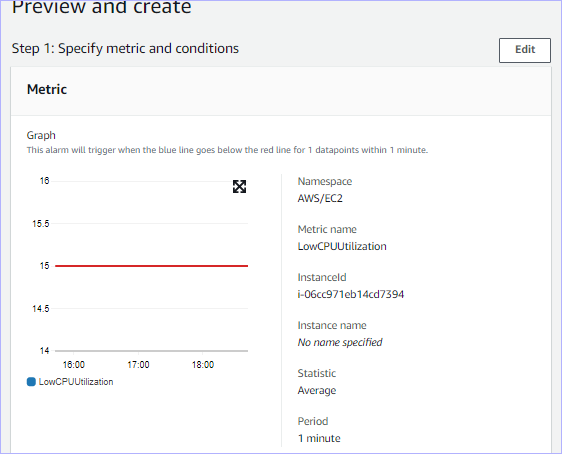 Preview and create
Step 1: Specify metric and conditions
Edit
Metric
Graph
This alarm will trigger when the blue line goes below the red line for 1 datapoints within 1 minute.
16
15.5
15
14.5
14
16:00 17:00 18:00
LowCPUUtilization
Namespace
AWS/EC2
Metric name
LowCPUUtilization
InstanceId
i-06cc971eb14cd7394
Instance name
No name specified
Statistic
Average
Period
1 minute